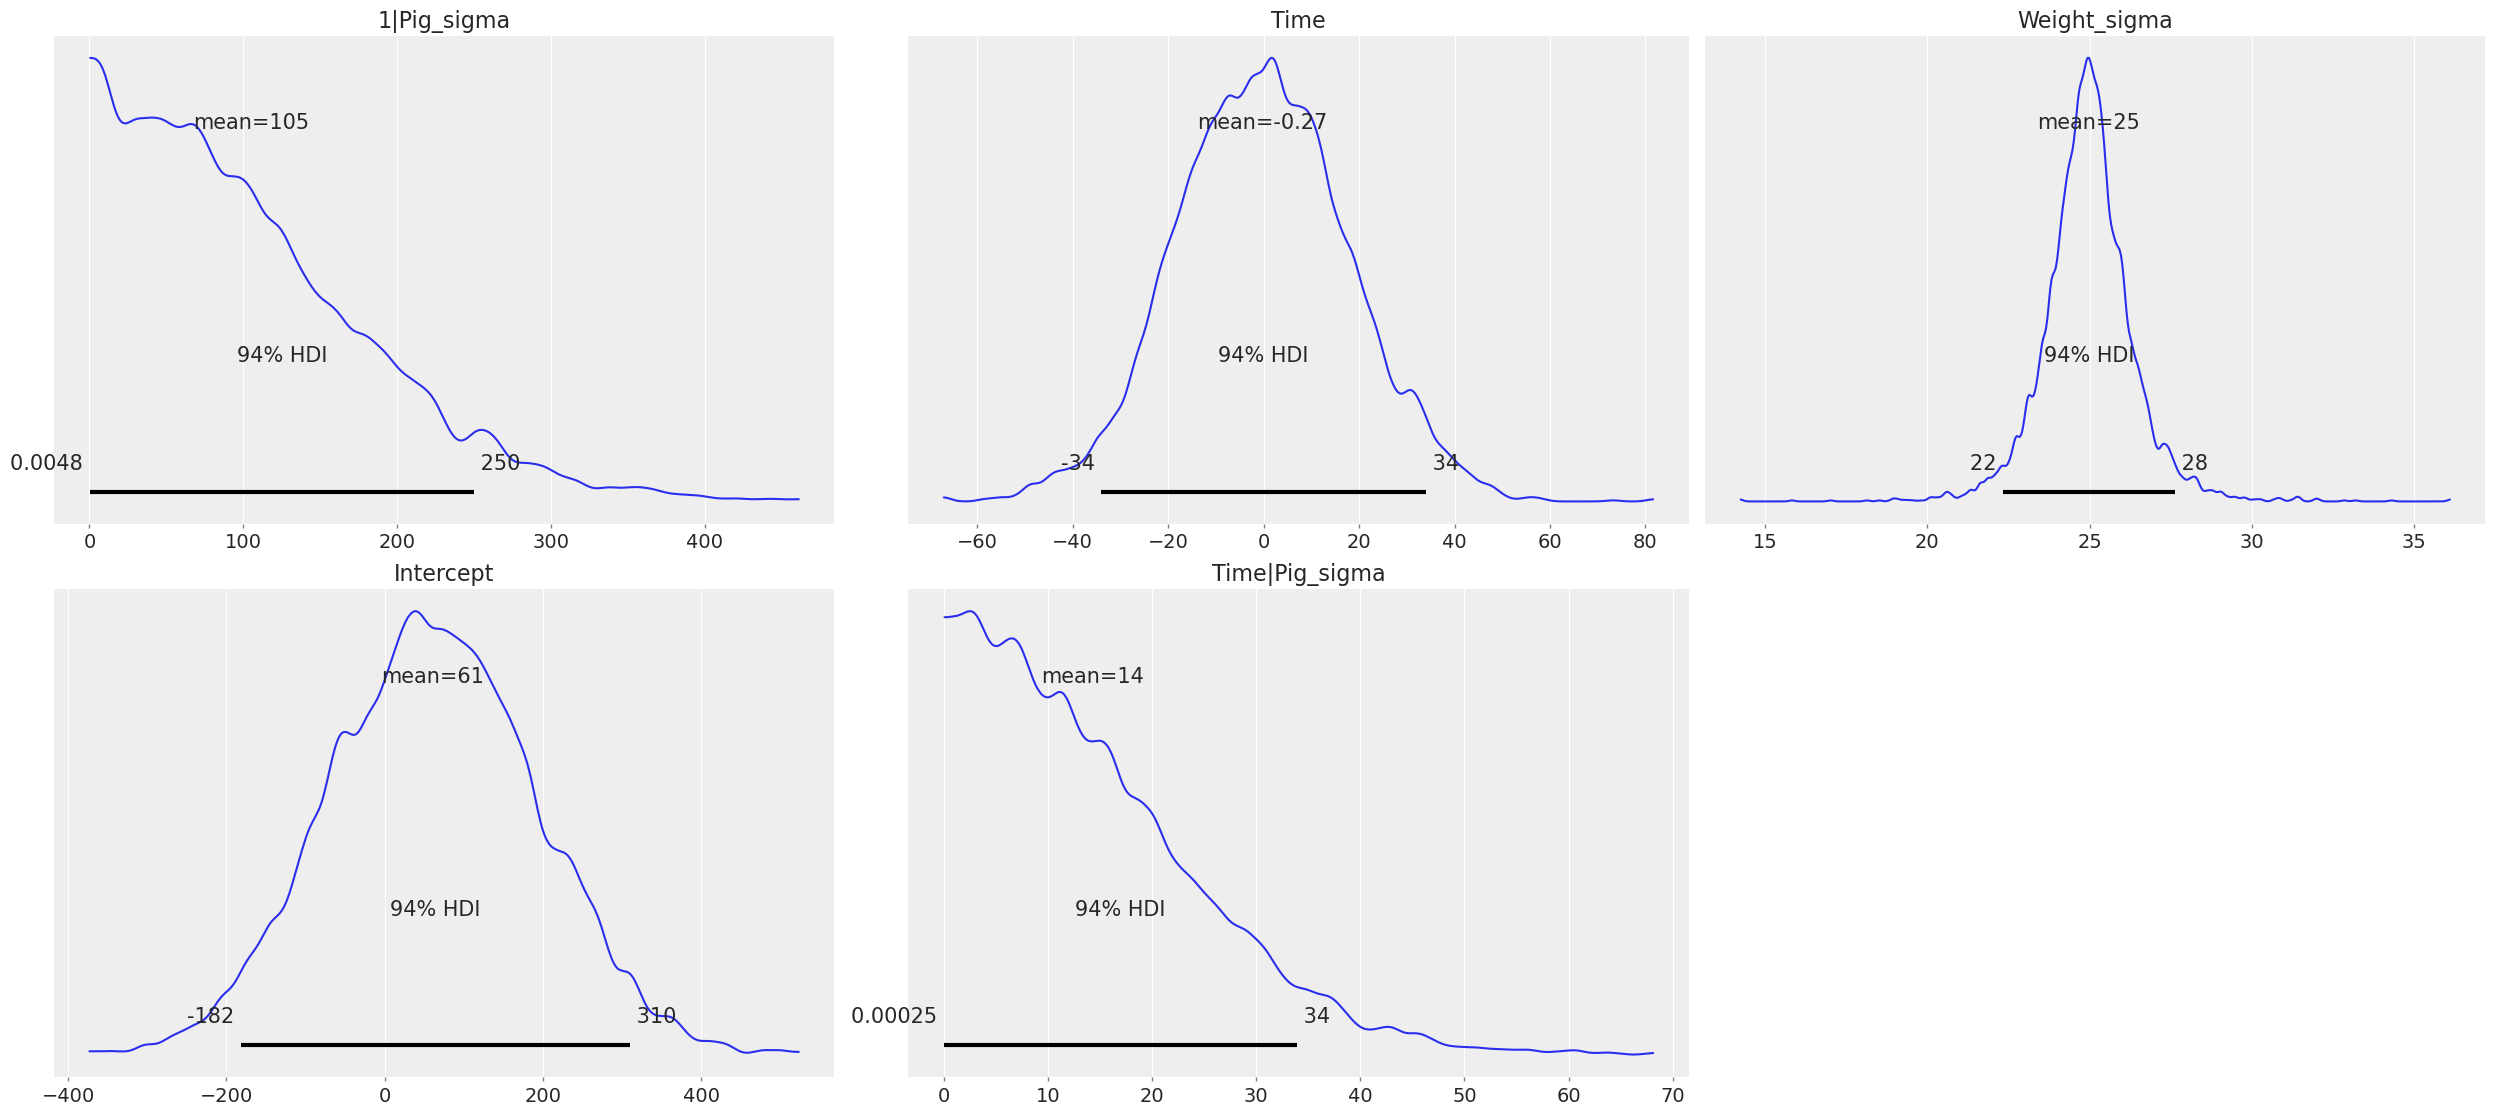 1|Pig_sigma
mean=105
94% HDI
0.0048 250
0 100 200 300 400
Time
mean=-0.27
94% HDI
-34 34
−60 −40 −20 0 20 40 60 80
Weight_sigma
mean=25
94% HDI
22 28
15 20 25 30 35
Intercept
mean=61
94% HDI
-182 310
−400 −200 0 200 400
Time|Pig_sigma
mean=14
94% HDI
0.00025 34
0 10 20 30 40 50 60 70